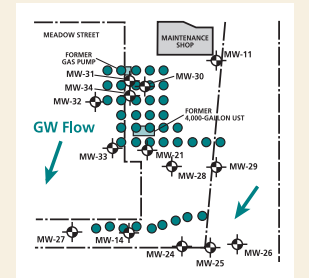 MEADOW STREET
MAINTENANCE
SHOP
FORMER
GAS PUMP
MW-11
MW-31
MW-30
MW-34
MW-32
FORMER
4,000-GALLON UST
GW Flow
MW-33
MW-21
MW-28
MW-29
MW-27
MW-14
MW-24
MW-25
MW-26